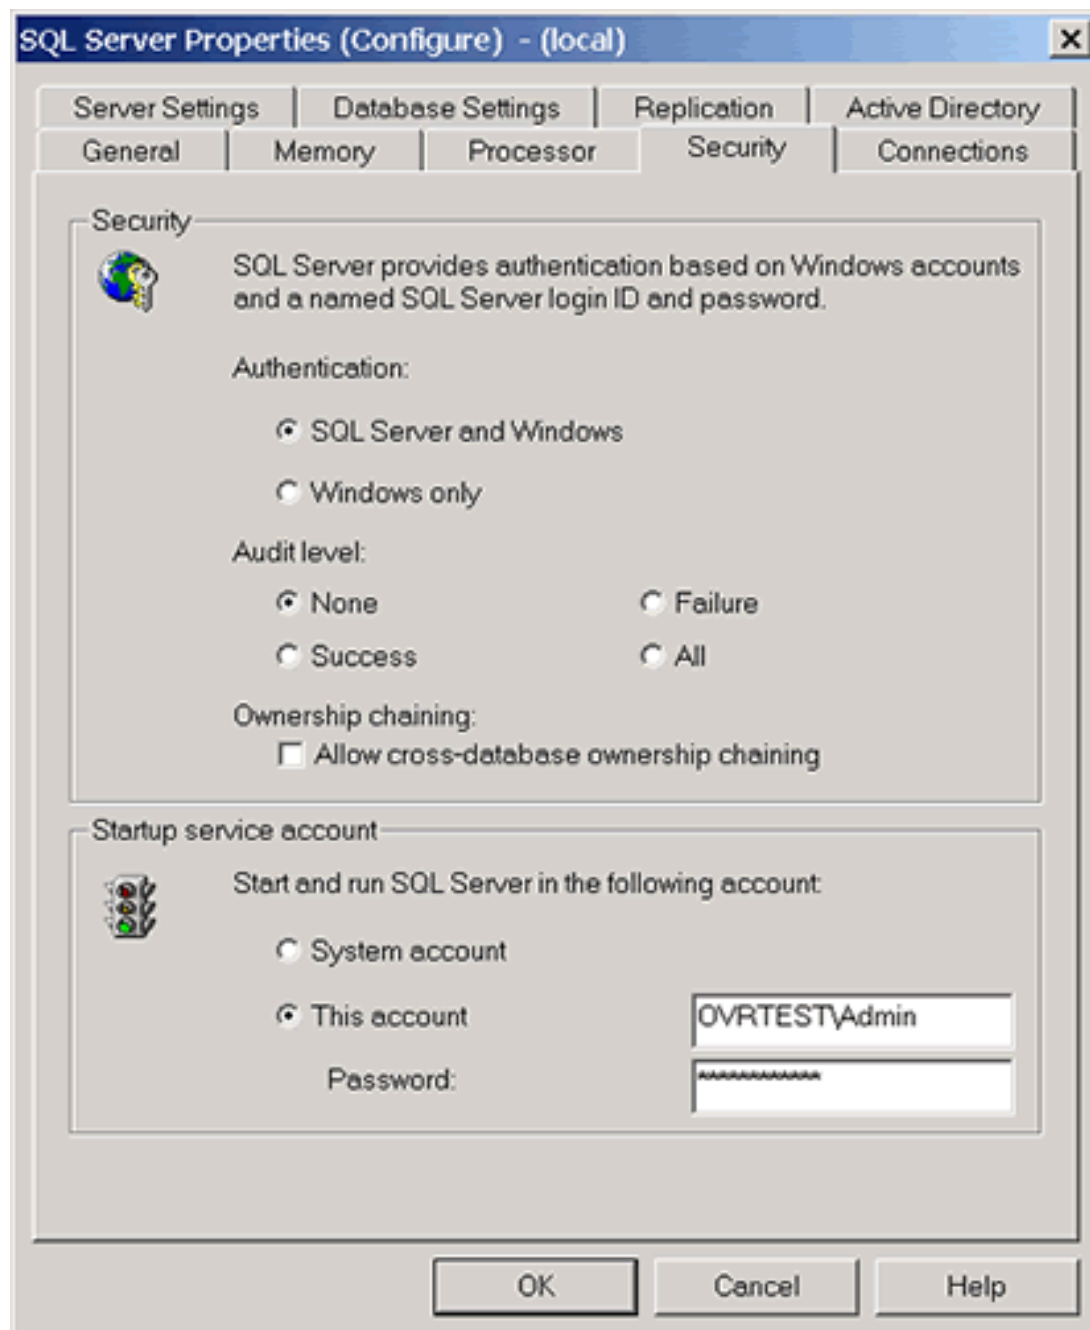 SQL Server Properties (Configure) - (local)
Server Settings
Database Settings
Replication
Active Directory
General
Memory
Processor
Security
Connections
Security
SQL Server provides authentication based on Windows accounts
and a named SQL Server login ID and password.
Authentication:
SQL Server and Windows
Windows only
Audit level:
None
Failure
Success
All
Ownership chaining:
Allow cross-database ownership chaining
Startup service account
Start and run SQL Server in the following account:
System account
This account
OVRTEST\Admin
Password:
************
OK
Cancel
Help